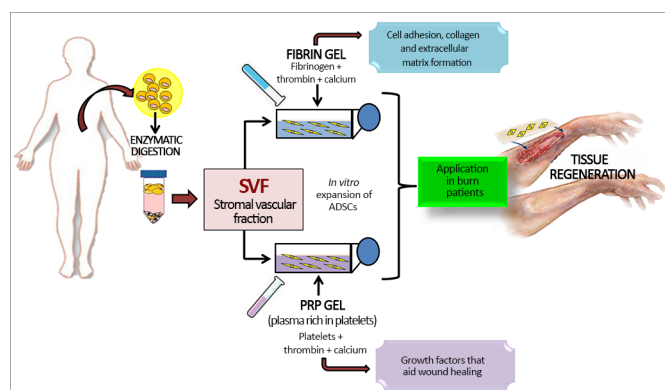 ENZYMATIC
DIGESTION
SVF
Stromal vascular
fraction
FIBRIN GEL
Fibrinogen +
thrombin + calcium
Cell adhesion, collagen
and extracellular
matrix formation
In vitro
expansion of
ADSCs
PRP GEL
(plasma rich in platelets)
Platelets +
thrombin + calcium
Growth factors that
aid wound healing
Application
in burn
patients
TISSUE
REGENERATION